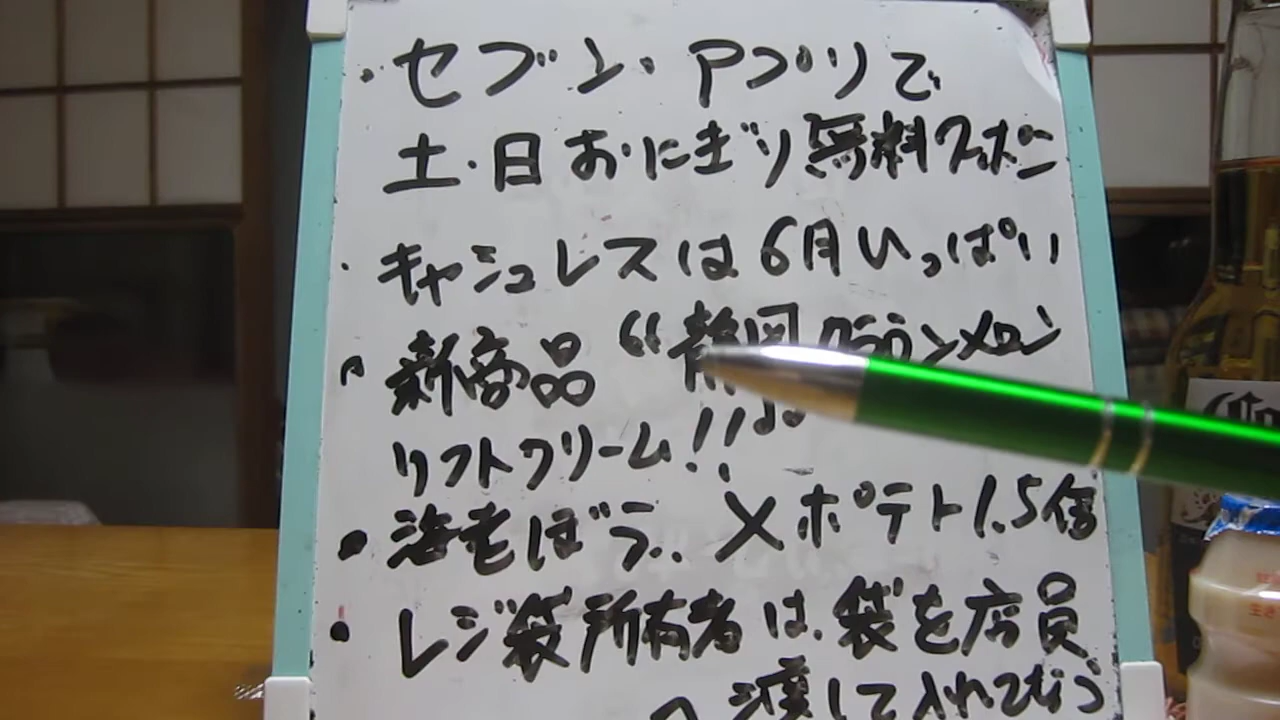 ・セブン・アプリで
土・日おにぎり無料クーポン
・キャシュレスは6月いっぱい
・新商品 “静岡クラウンメロン
ソフトクリーム!!”
・海老ばう.. Xポテト1.5倍
・レジ袋所有者は、袋を店員
へ渡して入れてもらう